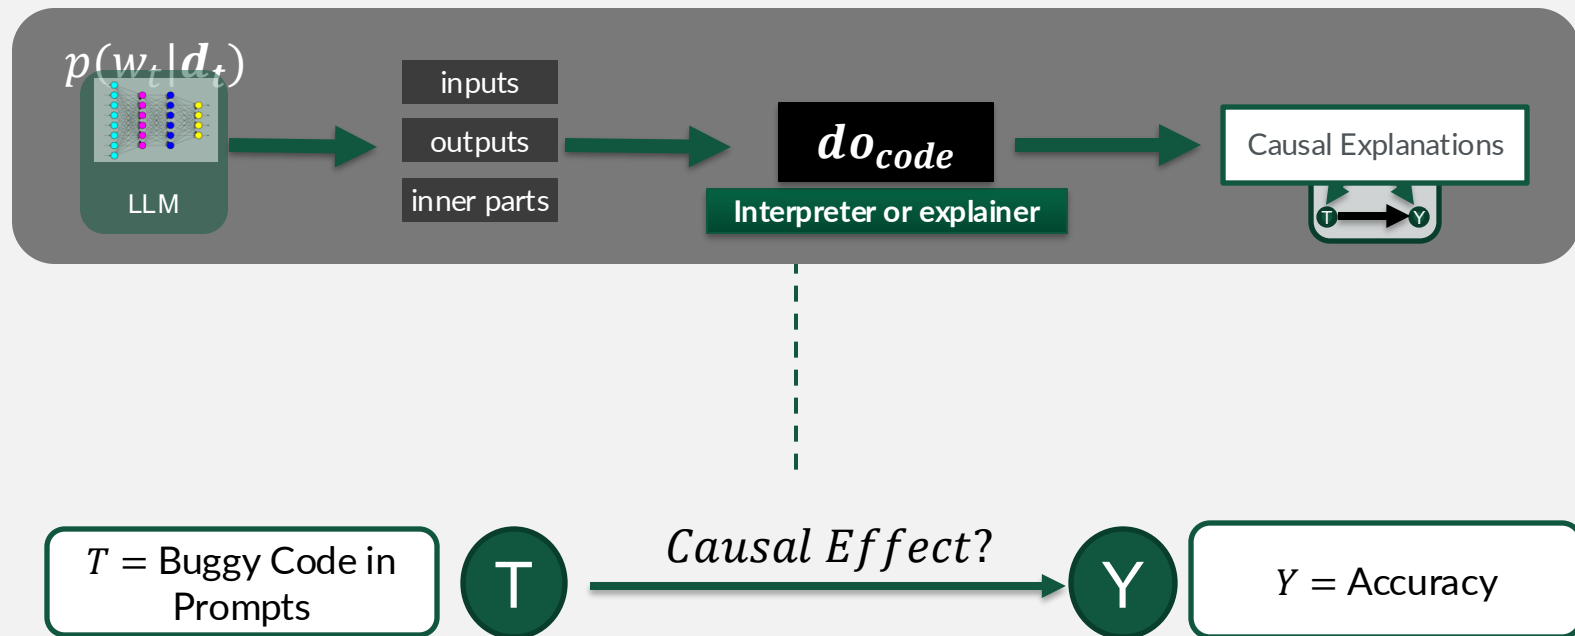 p(w_t|d_t)
LLM
inputs
outputs
inner parts
do_code
Interpreter or explainer
Causal Explanations
T Y
T = Buggy Code in
Prompts
T
Causal Effect?
Y
Y = Accuracy